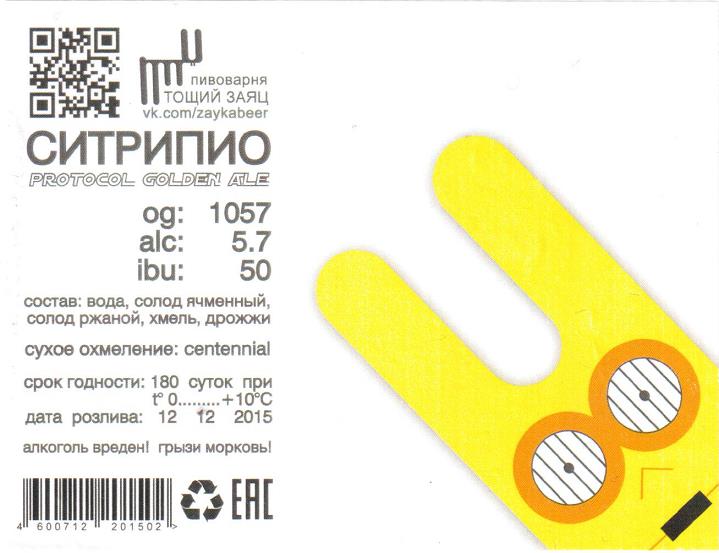 пивоварня
ТОЩИЙ ЗАЯЦ
vk.com/zaykabeer
СИТРИПИО
PROTOCOL GOLDEN ALE
og: 1057
alc: 5.7
ibu: 50
состав: вода, солод ячменный,
солод ржаной, хмель, дрожжи
сухое охмеление: centennial
срок годности: 180 суток при
t° 0.........+10°C
дата розлива: 12 12 2015
алкоголь вреден! грызи морковь!
4 600712 201502 >
EAC